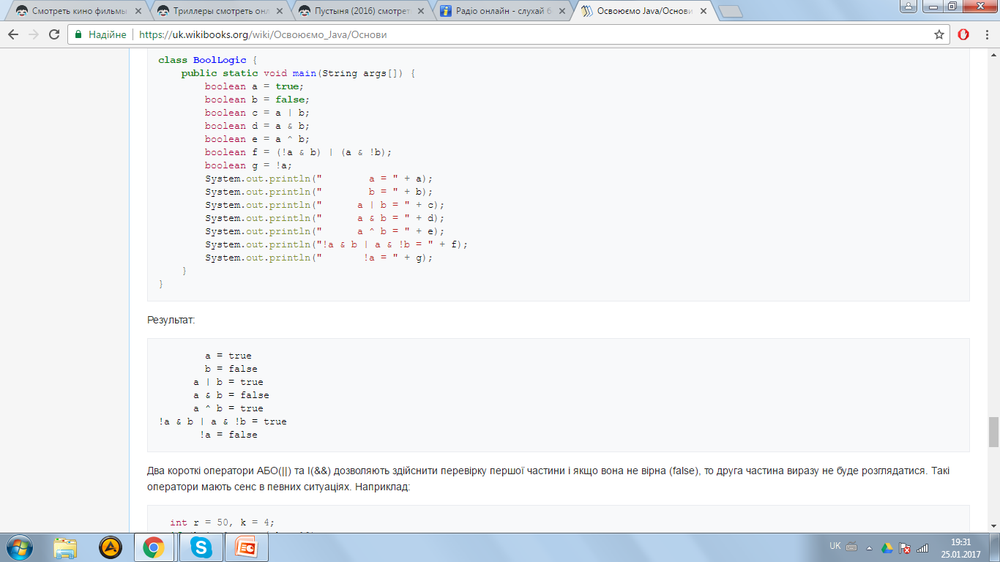 Смотреть кино фильмы
Триллеры смотреть онл
Пустыня (2016) смотрет
Радіо онлайн - слухай б
Освоюємо Java/Основи
Надійне
https://uk.wikibooks.org/wiki/Освоюємо_Java/Основи
class BoolLogic {
    public static void main(String args[]) {
        boolean a = true;
        boolean b = false;
        boolean c = a | b;
        boolean d = a & b;
        boolean e = a ^ b;
        boolean f = (!a & b) | (a & !b);
        boolean g = !a;
        System.out.println("        a = " + a);
        System.out.println("        b = " + b);
        System.out.println("      a | b = " + c);
        System.out.println("      a & b = " + d);
        System.out.println("      a ^ b = " + e);
        System.out.println("!a & b | a & !b = " + f);
        System.out.println("       !a = " + g);
    }
}
Результат:
        a = true
        b = false
      a | b = true
      a & b = false
      a ^ b = true
!a & b | a & !b = true
       !a = false
Два короткі оператори АБО(||) та І(&&) дозволяють здійснити перевірку першої частини і якщо вона не вірна (false), то друга частина виразу не буде розглядатися. Такі
оператори мають сенс в певних ситуаціях. Наприклад:
int r = 50, k = 4;
UK
19:31
25.01.2017